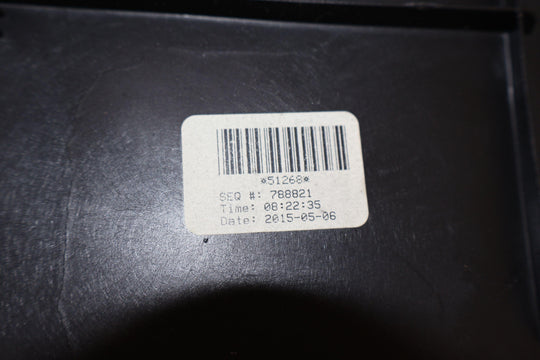 *51268*
SEQ #: 788821
Time: 08:22:35
Date: 2015-05-06